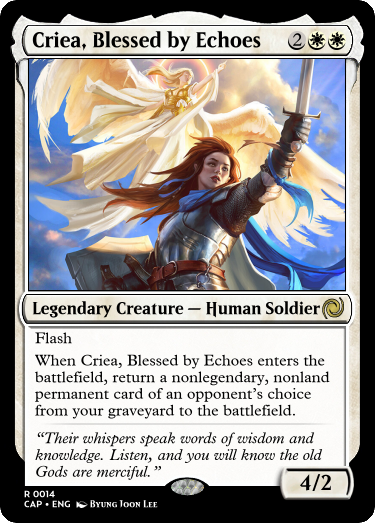 Criea, Blessed by Echoes 2
Legendary Creature — Human Soldier
Flash
When Criea, Blessed by Echoes enters the
battlefield, return a nonlegendary, nonland
permanent card of an opponent's choice
from your graveyard to the battlefield.
“Their whispers speak words of wisdom and
knowledge. Listen, and you will know the old
Gods are merciful.”
4/2
R 0014
CAP • ENG Byung Joon Lee